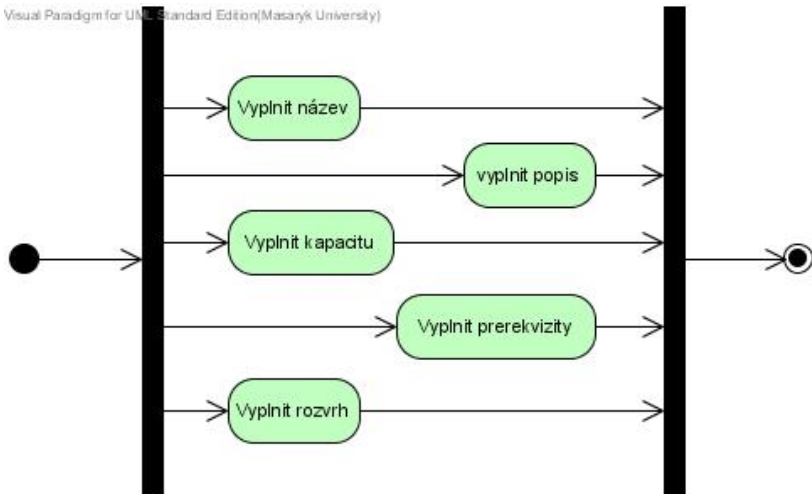 Visual Paradigm for UML Standard Edition(Masaryk University)
Vyplnit název
vyplnit popis
Vyplnit kapacitu
Vyplnit prerekvizity
Vyplnit rozvrh